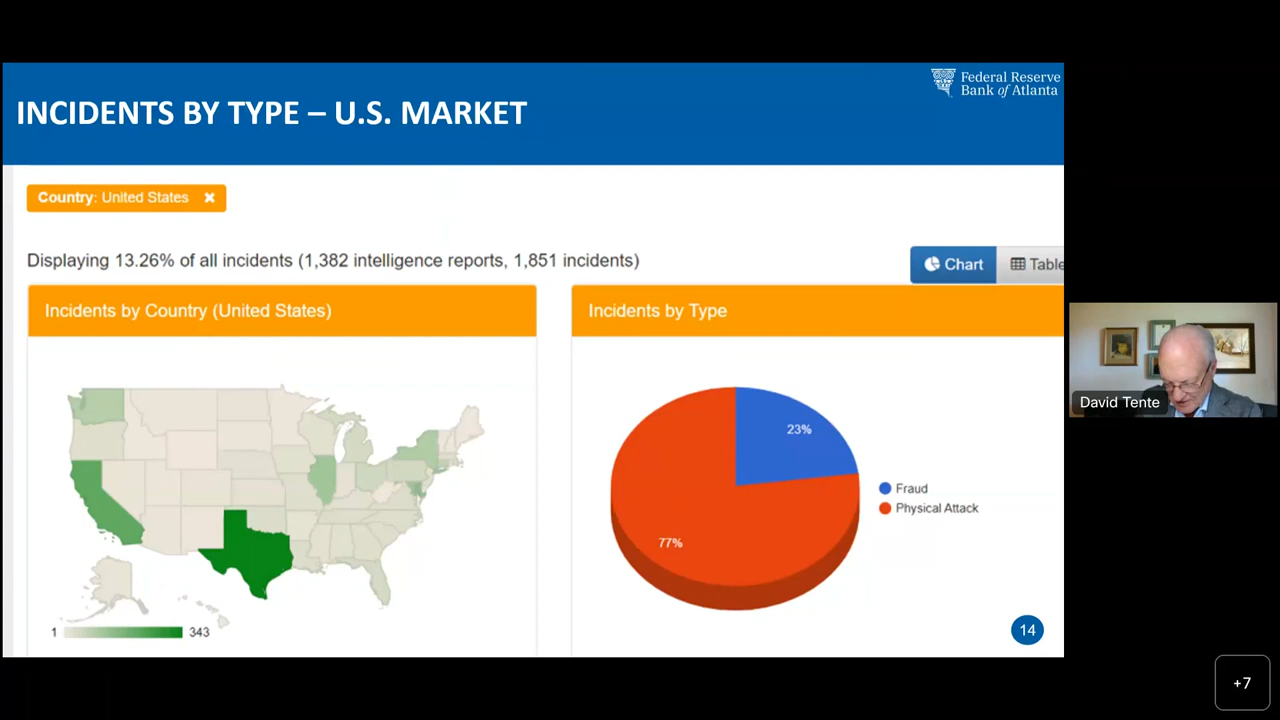 Federal Reserve
Bank of Atlanta
INCIDENTS BY TYPE – U.S. MARKET
Country: United States ✖
Displaying 13.26% of all incidents (1,382 intelligence reports, 1,851 incidents)
Chart
Table
Incidents by Country (United States)
Incidents by Type
23%
Fraud
Physical Attack
77%
1
343
14
David Tente
+7